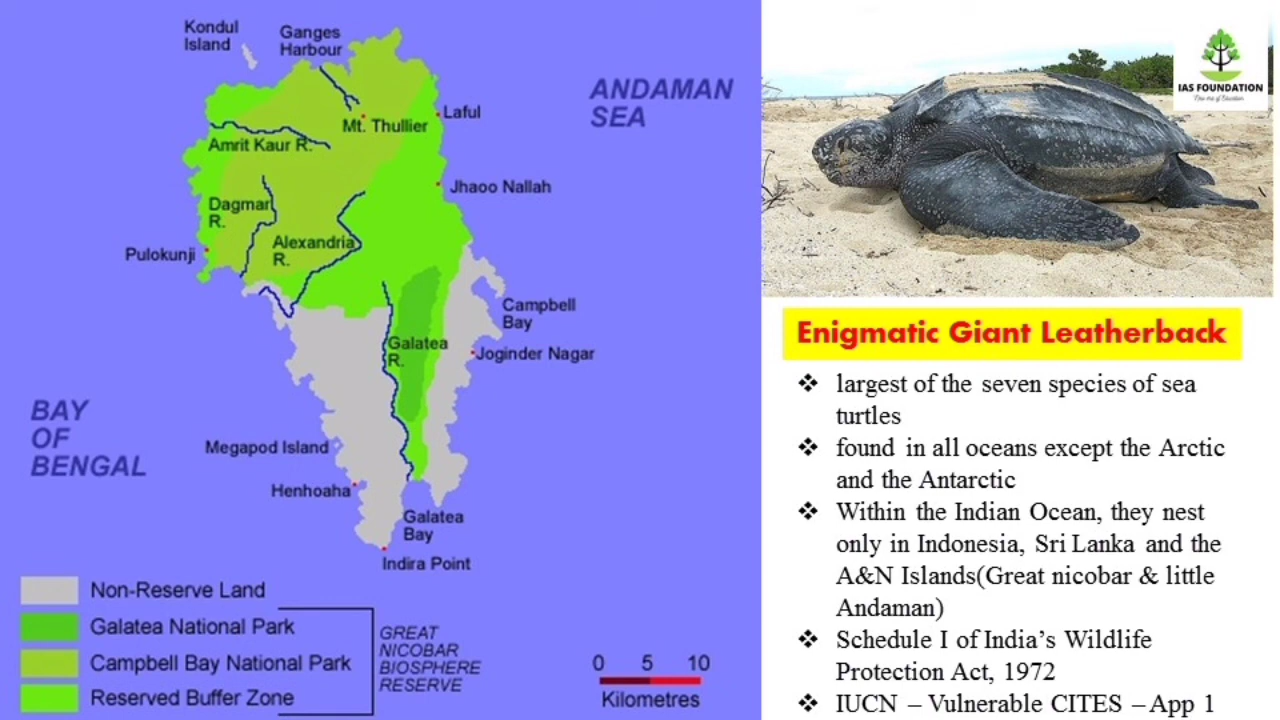 Kondul
Island
Ganges
Harbour
ANDAMAN
SEA
Laful
Mt. Thullier
Amrit Kaur R.
Jhaoo Nallah
Dagmar
R.
Alexandria
R.
Pulokunji
Campbell
Bay
Galatea
R.
Joginder Nagar
BAY
OF
BENGAL
Megapod Island
Henhoaha
Galatea
Bay
Indira Point
Non-Reserve Land
Galatea National Park
Campbell Bay National Park
Reserved Buffer Zone
GREAT
NICOBAR
BIOSPHERE
RESERVE
0 5 10
Kilometres
IAS FOUNDATION
Enigmatic Giant Leatherback
❖ largest of the seven species of sea
turtles
❖ found in all oceans except the Arctic
and the Antarctic
❖ Within the Indian Ocean, they nest
only in Indonesia, Sri Lanka and the
A&N Islands(Great nicobar & little
Andaman)
❖ Schedule I of India’s Wildlife
Protection Act, 1972
❖ IUCN – Vulnerable CITES – App 1